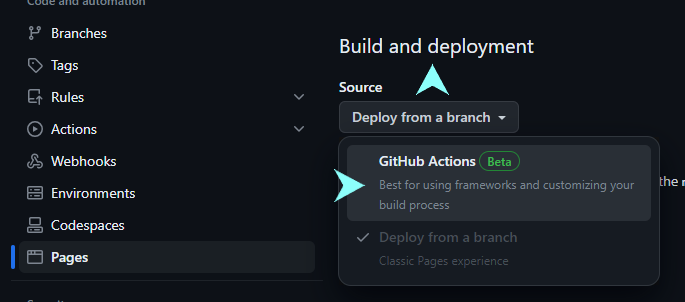 Code and automation
Branches
Tags
Rules
Actions
Webhooks
Environments
Codespaces
Pages
Build and deployment
Source
Deploy from a branch
GitHub Actions Beta
Best for using frameworks and customizing your
build process
the
Deploy from a branch
Classic Pages experience